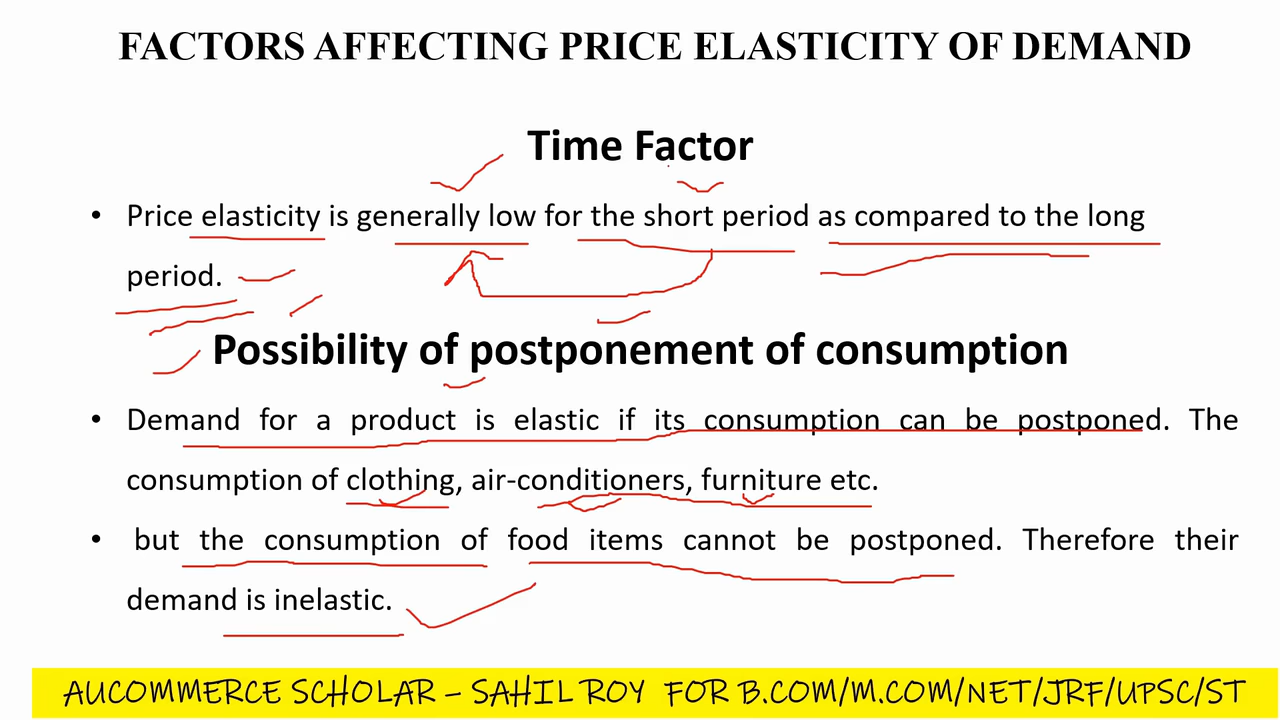 FACTORS AFFECTING PRICE ELASTICITY OF DEMAND
Time Factor
• Price elasticity is generally low for the short period as compared to the long
period.
Possibility of postponement of consumption
• Demand for a product is elastic if its consumption can be postponed. The
consumption of clothing, air-conditioners, furniture etc.
• but the consumption of food items cannot be postponed. Therefore their
demand is inelastic.
AUCOMMERCE SCHOLAR – SAHIL ROY FOR B.COM/M.COM/NET/JRF/UPSC/ST